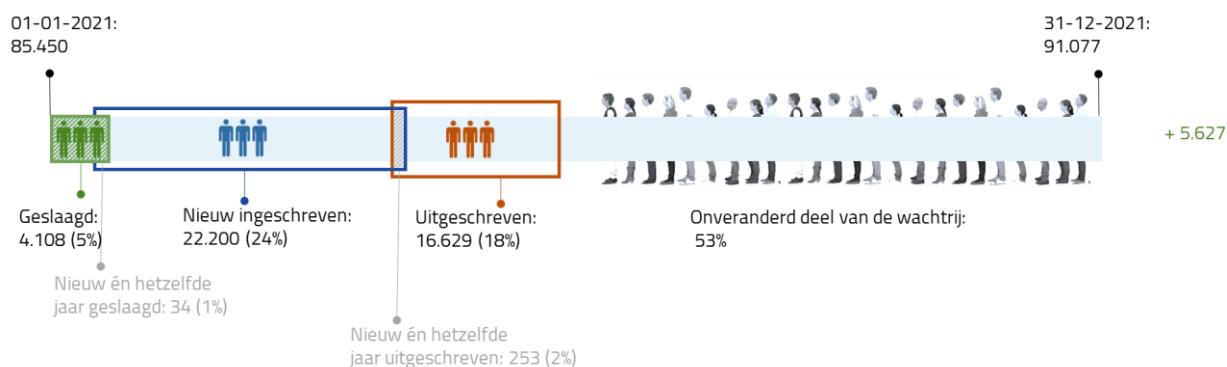 01-01-2021:
85.450
31-12-2021:
91.077
+ 5.627
Geslaagd:
4.108 (5%)
Nieuw ingeschreven:
22.200 (24%)
Uitgeschreven:
16.629 (18%)
Onveranderd deel van de wachtrij:
53%
Nieuw én hetzelfde
jaar geslaagd: 34 (1%)
Nieuw én hetzelfde
jaar uitgeschreven: 253 (2%)